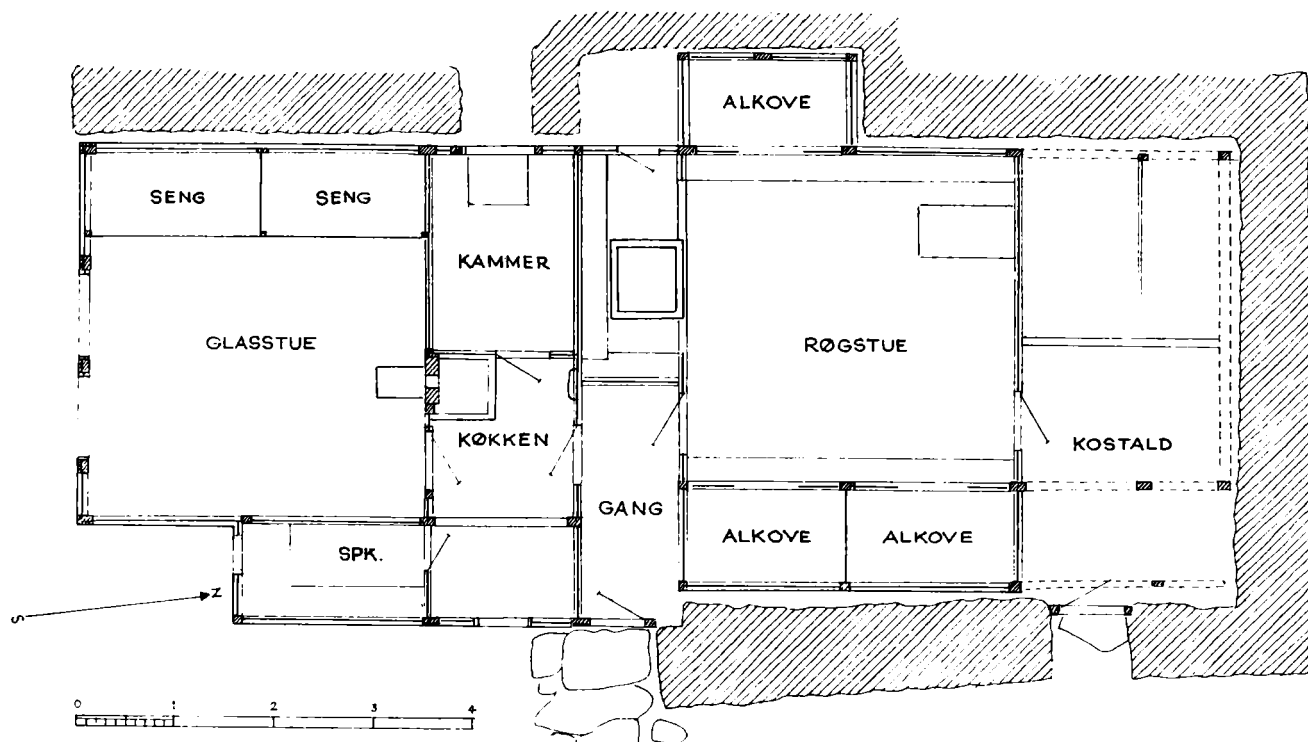 ALKOVE
SENG SENG
KAMMER
GLASSTUE
RØGSTUE
KØKKEN
KOSTALD
GANG
SPK.
ALKOVE ALKOVE
S N
0 1 2 3 4